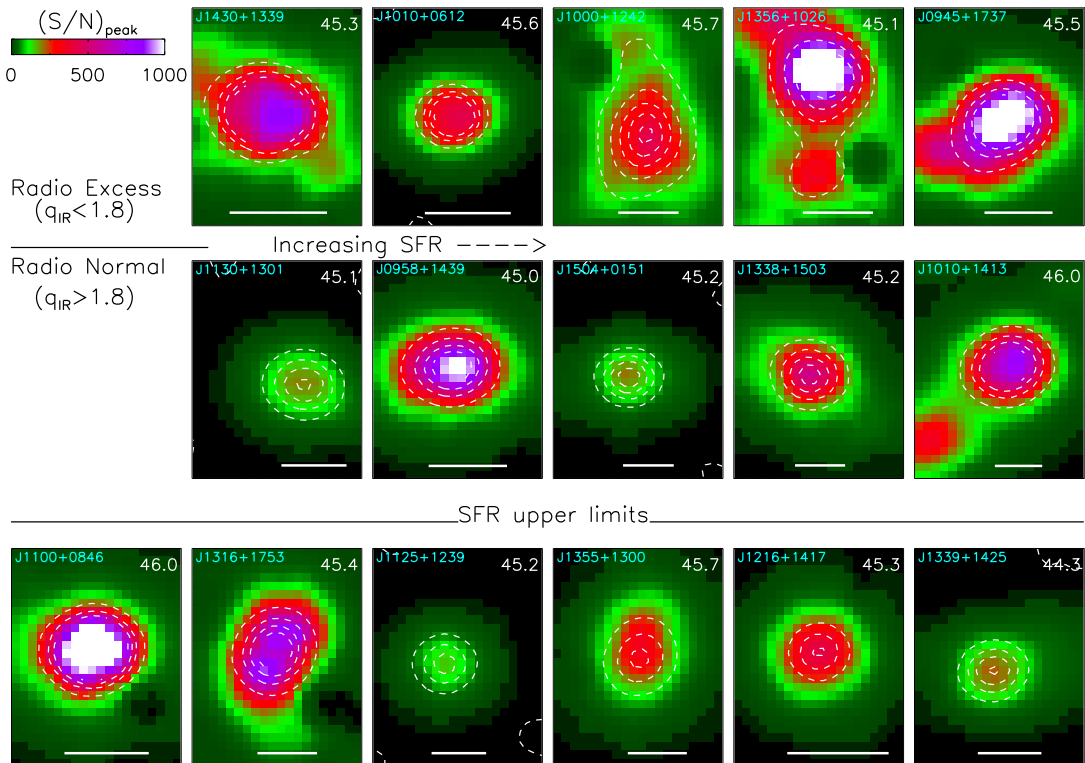 (S/N)peak
0 500 1000
J1430+1339 45.3
J1010+0612 45.6
J1000+1242 45.7
J1356+1026 45.1
J0945+1737 45.5
Radio Excess
(qIR<1.8)
Increasing SFR ---->
Radio Normal
(qIR>1.8)
J1130+1301 45.1
J0958+1439 45.0
J1504+0151 45.2
J1338+1503 45.2
J1010+1413 46.0
SFR upper limits
J1100+0846 46.0
J1316+1753 45.4
J1125+1239 45.2
J1355+1300 45.7
J1216+1417 45.3
J1339+1425 44.3